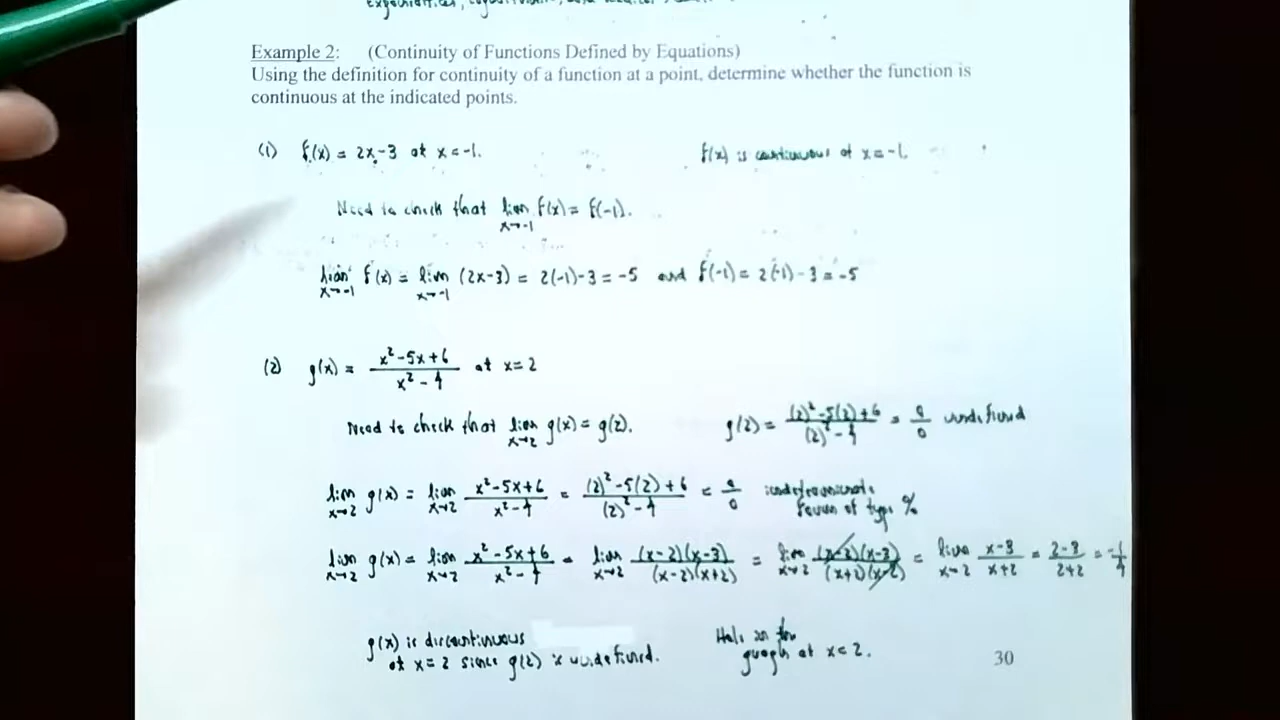 Example 2: (Continuity of Functions Defined by Equations)
Using the definition for continuity of a function at a point, determine whether the function is
continuous at the indicated points.
(1) f(x) = 2x-3 at x=-1. f(x) is continuous at x=-1.
Need to check that lim x→-1 f(x) = f(-1).
lim x→-1 f(x) = lim x→-1 (2x-3) = 2(-1)-3 = -5 and f(-1) = 2(-1)-3 = -5
(2) g(x) = (x²-5x+6)/(x²-4) at x=2
Need to check that lim x→2 g(x) = g(2). g(2) = ((2)²-5(2)+6)/((2)²-4) = 0/0 undefined
lim x→2 g(x) = lim x→2 (x²-5x+6)/(x²-4) = ((2)²-5(2)+6)/((2)²-4) = 0/0 indeterminate
form of type 0/0
lim x→2 g(x) = lim x→2 (x²-5x+6)/(x²-4) = lim x→2 ((x-2)(x-3))/((x-2)(x+2)) = lim x→2 ((x-2)(x-3))/((x+2)(x-2)) = lim x→2 (x-3)/(x+2) = (2-3)/(2+2) = -1/4
g(x) is discontinuous
at x=2 since g(2) is undefined.
Hole in the
graph at x=2.
30